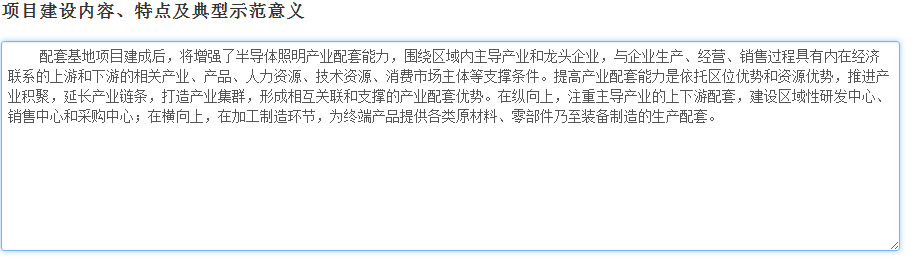 项目建设内容、特点及典型示范意义
配套基地项目建成后，将增强了半导体照明产业配套能力，围绕区域内主导产业和龙头企业，与企业生产、经营、销售过程具有内在经济
联系的上游和下游的相关产业、产品、人力资源、技术资源、消费市场主体等支撑条件。提高产业配套能力是依托区位优势和资源优势，推进产
业积聚，延长产业链条，打造产业集群，形成相互关联和支撑的产业配套优势。在纵向上，注重主导产业的上下游配套，建设区域性研发中心、
销售中心和采购中心；在横向上，在加工制造环节，为终端产品提供各类原材料、零部件乃至装备制造的生产配套。